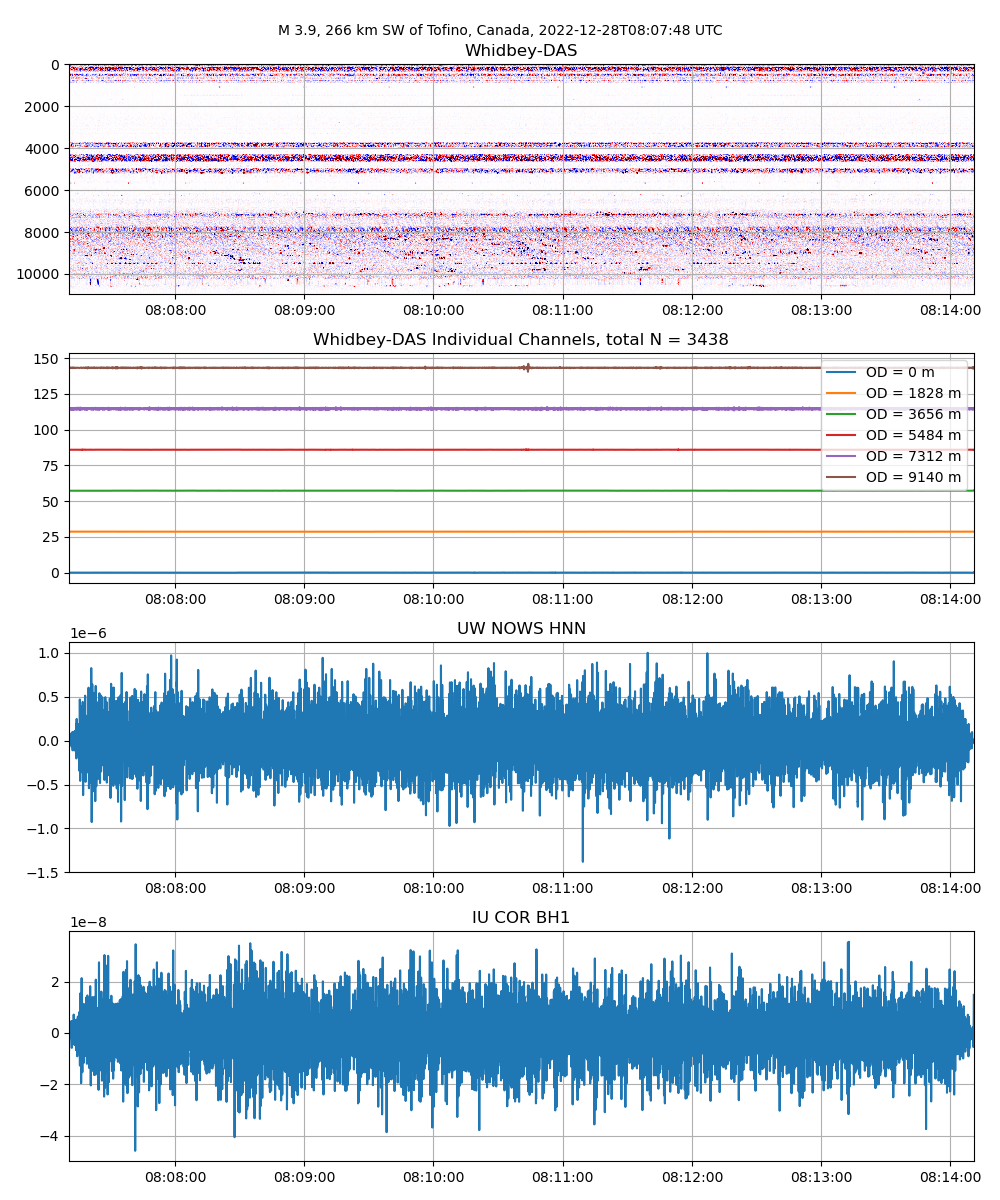 M 3.9, 266 km SW of Tofino, Canada, 2022-12-28T08:07:48 UTC
Whidbey-DAS
0
2000
4000
6000
8000
10000
08:08:00 08:09:00 08:10:00 08:11:00 08:12:00 08:13:00 08:14:00
Whidbey-DAS Individual Channels, total N = 3438
150
125
100
75
50
25
0
OD = 0 m
OD = 1828 m
OD = 3656 m
OD = 5484 m
OD = 7312 m
OD = 9140 m
08:08:00 08:09:00 08:10:00 08:11:00 08:12:00 08:13:00 08:14:00
1e−6
UW NOWS HNN
1.0
0.5
0.0
−0.5
−1.0
−1.5
08:08:00 08:09:00 08:10:00 08:11:00 08:12:00 08:13:00 08:14:00
1e−8
IU COR BH1
2
0
−2
−4
08:08:00 08:09:00 08:10:00 08:11:00 08:12:00 08:13:00 08:14:00